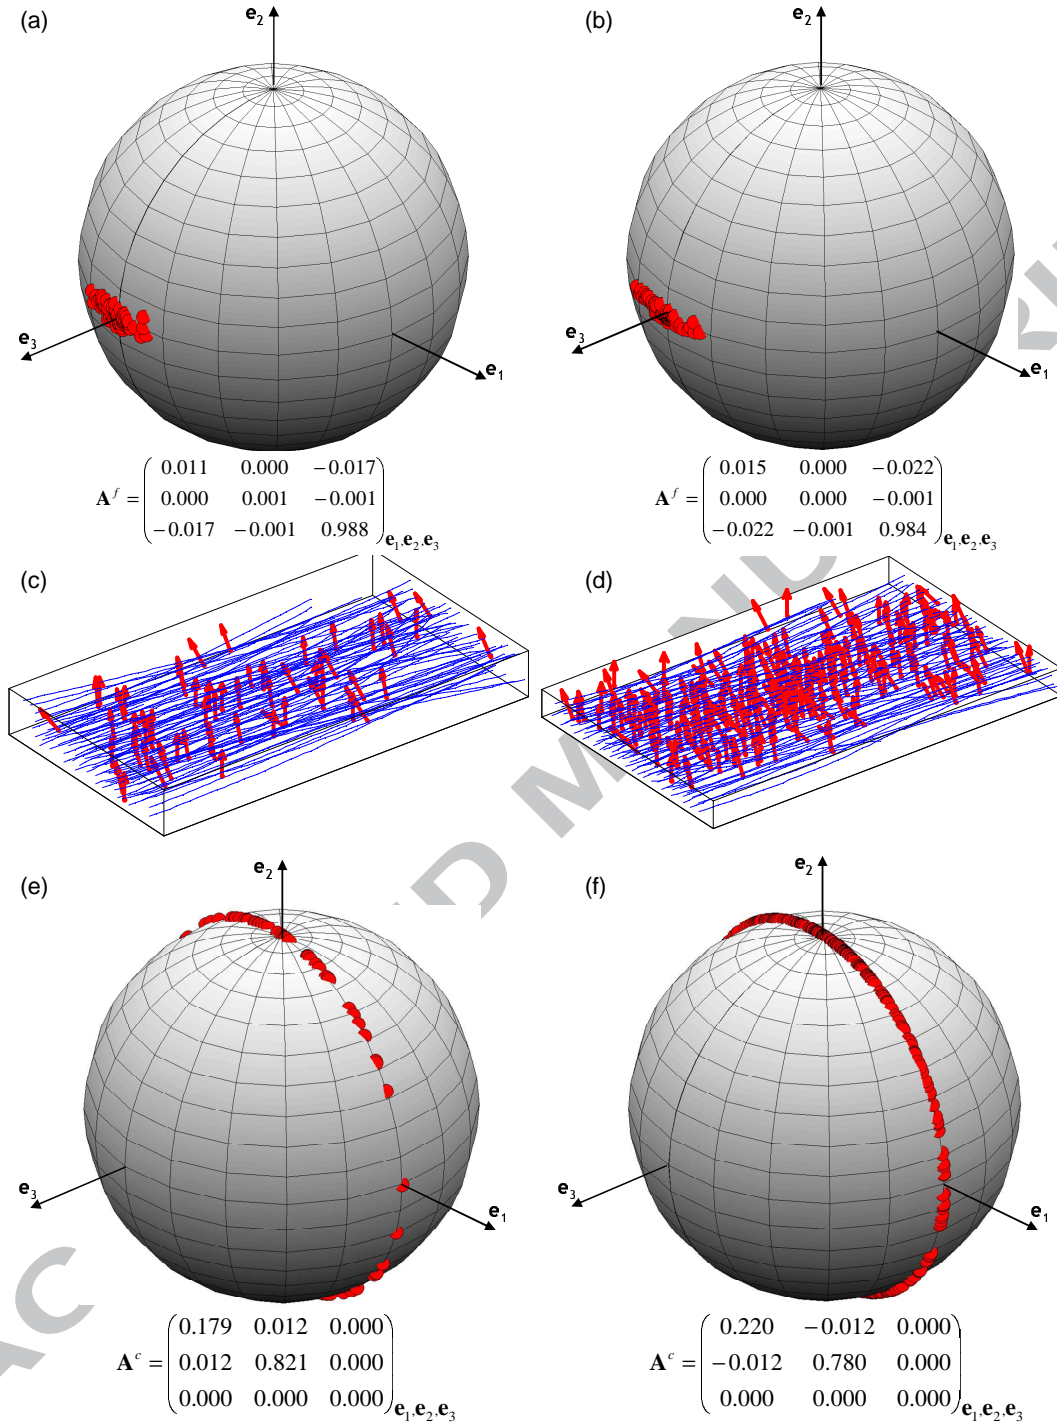 (a) (b)
e2 e2
e3 e1 e3 e1
A^f = ( 0.011 0.000 −0.017 A^f = ( 0.015 0.000 −0.022
0.000 0.001 −0.001 0.000 0.000 −0.001
−0.017 −0.001 0.988 ) e1,e2,e3 −0.022 −0.001 0.984 ) e1,e2,e3
(c) (d)
(e) (f)
e2 e2
e3 e1 e3 e1
A^c = ( 0.179 0.012 0.000 A^c = ( 0.220 −0.012 0.000
0.012 0.821 0.000 −0.012 0.780 0.000
0.000 0.000 0.000 ) e1,e2,e3 0.000 0.000 0.000 ) e1,e2,e3